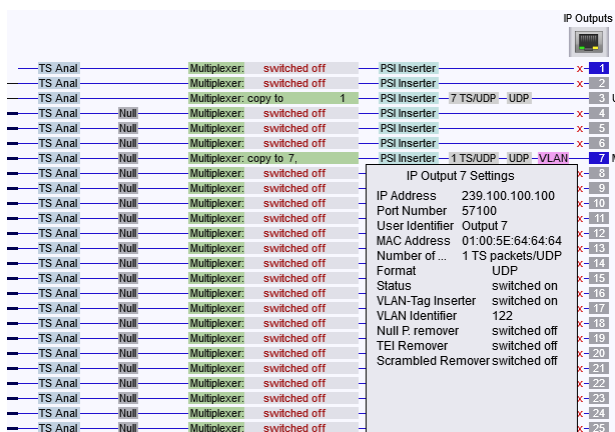 IP Outputs
TS Anal Multiplexer: switched off PSI Inserter x 1
TS Anal Multiplexer: switched off PSI Inserter x 2
TS Anal Multiplexer: copy to 1 PSI Inserter 7 TS/UDP UDP 3
TS Anal Null Multiplexer: switched off PSI Inserter x 4
TS Anal Null Multiplexer: switched off PSI Inserter x 5
TS Anal Null Multiplexer: switched off PSI Inserter x 6
TS Anal Null Multiplexer: copy to 7, PSI Inserter 1 TS/UDP UDP VLAN 7
TS Anal Null Multiplexer: switched off x 8
TS Anal Null Multiplexer: switched off x 9
TS Anal Null Multiplexer: switched off x 10
TS Anal Null Multiplexer: switched off x 11
TS Anal Null Multiplexer: switched off x 12
TS Anal Null Multiplexer: switched off x 13
TS Anal Null Multiplexer: switched off x 14
TS Anal Null Multiplexer: switched off x 15
TS Anal Null Multiplexer: switched off x 16
TS Anal Null Multiplexer: switched off x 17
TS Anal Null Multiplexer: switched off x 18
TS Anal Null Multiplexer: switched off x 19
TS Anal Null Multiplexer: switched off x 20
TS Anal Null Multiplexer: switched off x 21
TS Anal Null Multiplexer: switched off x 22
TS Anal Null Multiplexer: switched off x 23
TS Anal Null Multiplexer: switched off x 24
TS Anal Null Multiplexer: switched off x 25
IP Output 7 Settings
IP Address 239.100.100.100
Port Number 57100
User Identifier Output 7
MAC Address 01:00:5E:64:64:64
Number of ... 1 TS packets/UDP
Format UDP
Status switched on
VLAN-Tag Inserter switched on
VLAN Identifier 122
Null P. remover switched off
TEI Remover switched off
Scrambled Remover switched off